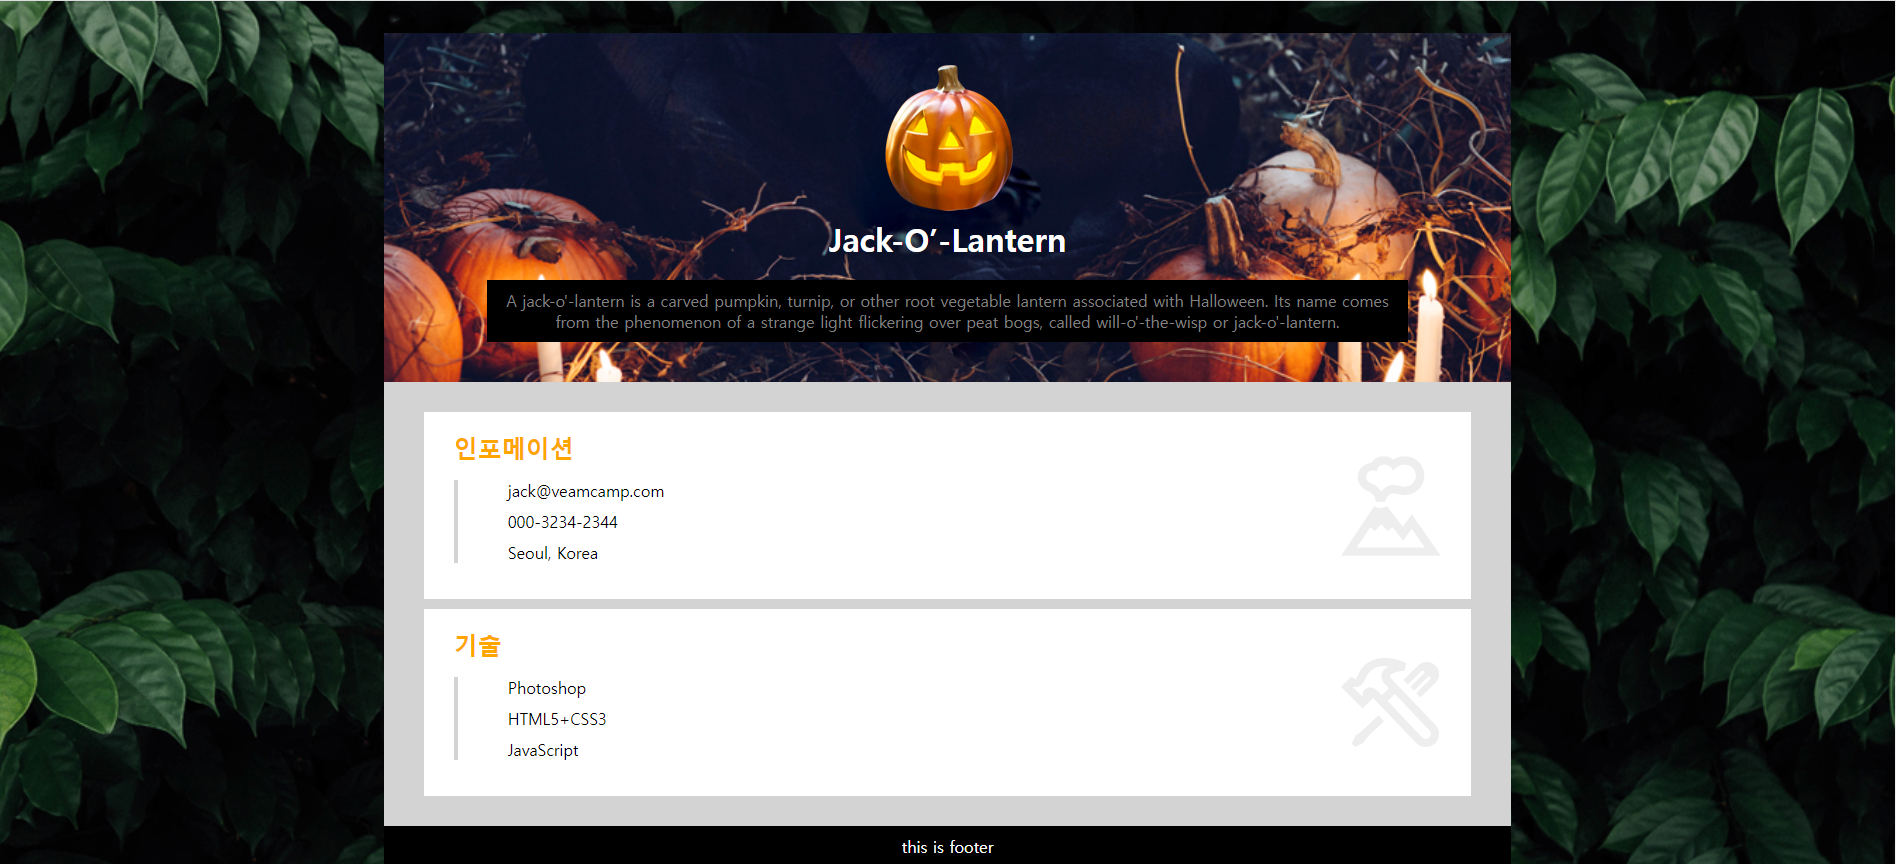 Jack-O’-Lantern
A jack-o'-lantern is a carved pumpkin, turnip, or other root vegetable lantern associated with Halloween. Its name comes
from the phenomenon of a strange light flickering over peat bogs, called will-o'-the-wisp or jack-o'-lantern.
인포메이션
jack@veamcamp.com
000-3234-2344
Seoul, Korea
기술
Photoshop
HTML5+CSS3
JavaScript
this is footer